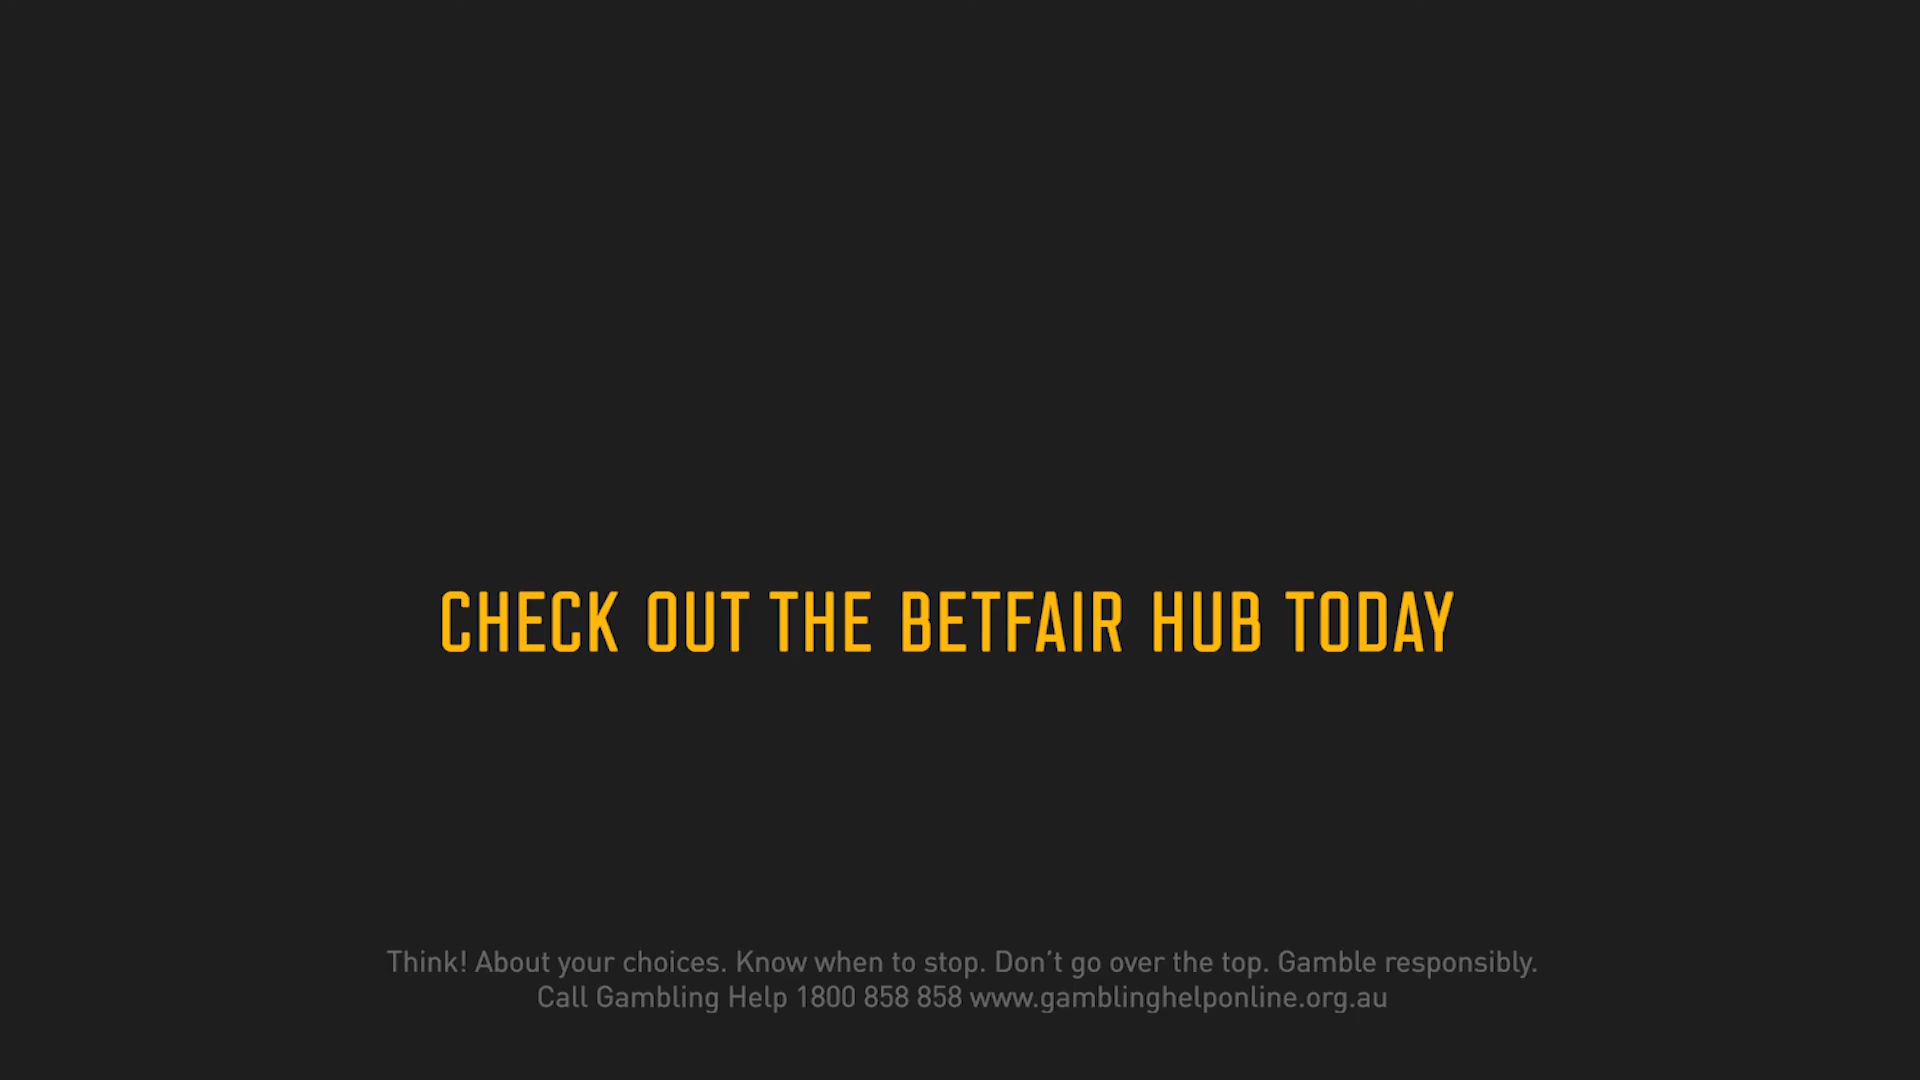 CHECK OUT THE BETFAIR HUB TODAY
Think! About your choices. Know when to stop. Don't go over the top. Gamble responsibly.
Call Gambling Help 1800 858 858 www.gamblinghelponline.org.au